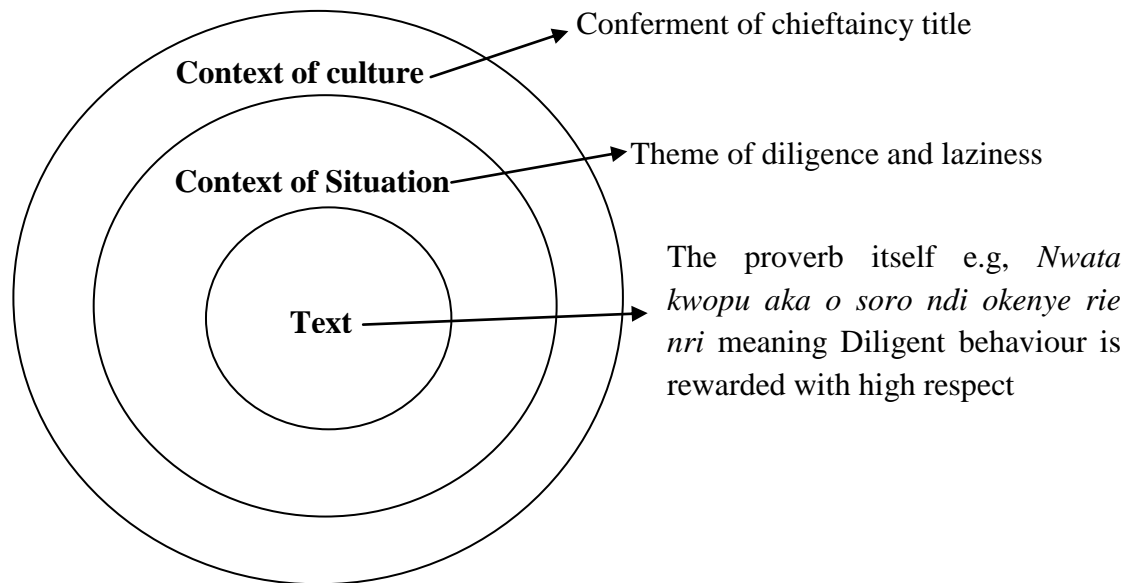 Conferment of chieftaincy title
Context of culture
Theme of diligence and laziness
Context of Situation
The proverb itself e.g, Nwata
kwopu aka o soro ndi okenye rie
nri meaning Diligent behaviour is
rewarded with high respect
Text